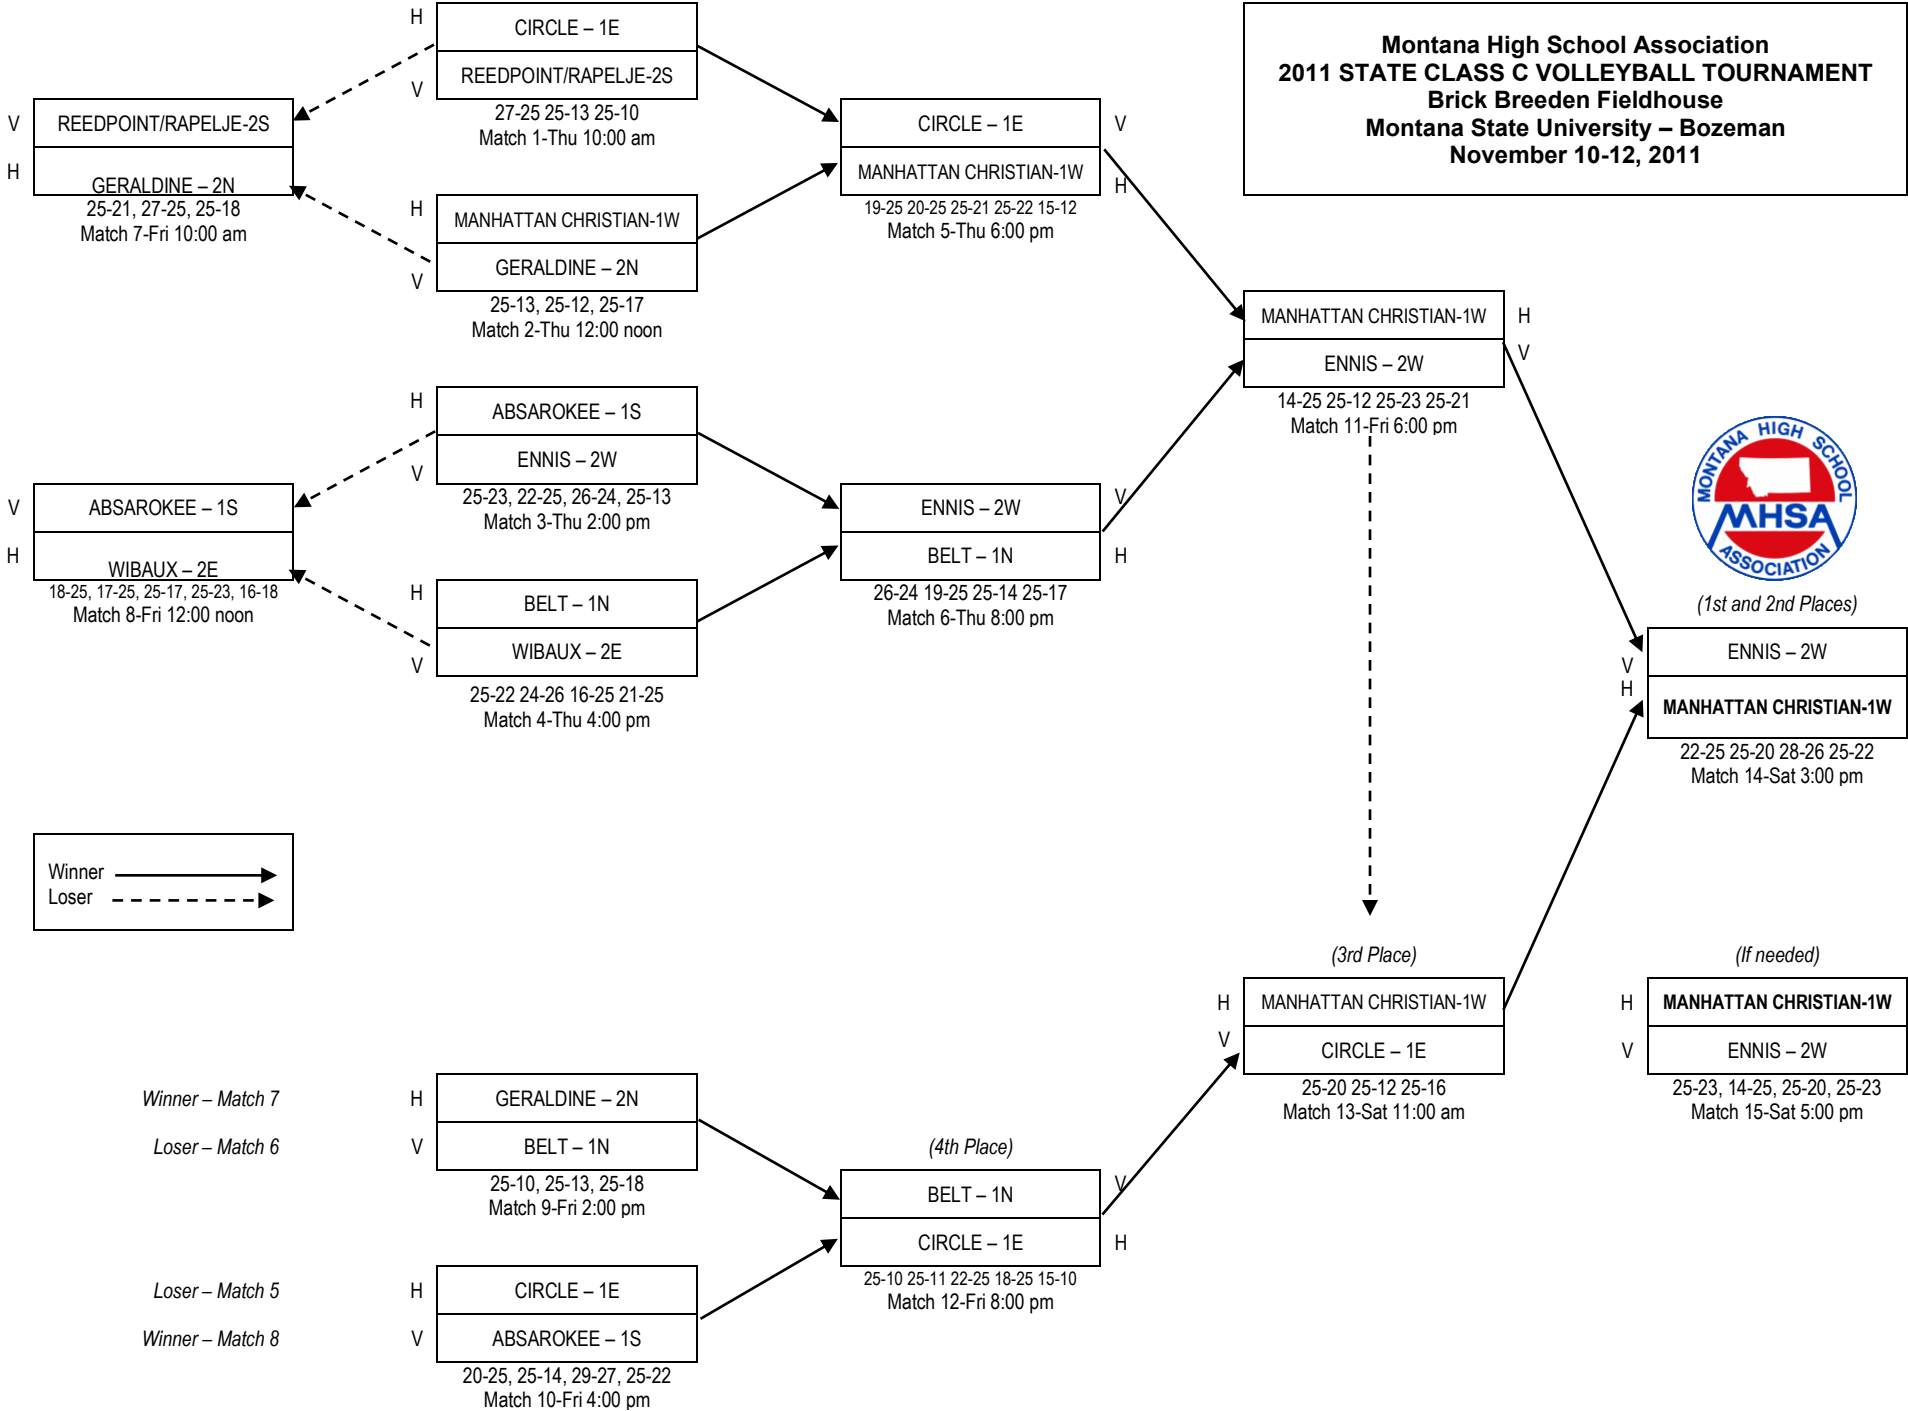 Montana High School Association
2011 STATE CLASS C VOLLEYBALL TOURNAMENT
Brick Breeden Fieldhouse
Montana State University – Bozeman
November 10-12, 2011
H
CIRCLE – 1E
REEDPOINT/RAPELJE-2S
V
27-25 25-13 25-10
Match 1-Thu 10:00 am
V
REEDPOINT/RAPELJE-2S
H
GERALDINE – 2N
25-21, 27-25, 25-18
Match 7-Fri 10:00 am
H
MANHATTAN CHRISTIAN-1W
GERALDINE – 2N
V
25-13, 25-12, 25-17
Match 2-Thu 12:00 noon
CIRCLE – 1E
V
MANHATTAN CHRISTIAN-1W
H
19-25 20-25 25-21 25-22 15-12
Match 5-Thu 6:00 pm
MANHATTAN CHRISTIAN-1W
H
V
ENNIS – 2W
14-25 25-12 25-23 25-21
Match 11-Fri 6:00 pm
H
ABSAROKEE – 1S
ENNIS – 2W
V
25-23, 22-25, 26-24, 25-13
Match 3-Thu 2:00 pm
V
ABSAROKEE – 1S
H
WIBAUX – 2E
18-25, 17-25, 25-17, 25-23, 16-18
Match 8-Fri 12:00 noon
H
BELT – 1N
WIBAUX – 2E
V
25-22 24-26 16-25 21-25
Match 4-Thu 4:00 pm
ENNIS – 2W
V
BELT – 1N
H
26-24 19-25 25-14 25-17
Match 6-Thu 8:00 pm
MONTANA HIGH SCHOOL
MHSA
ASSOCIATION
(1st and 2nd Places)
ENNIS – 2W
V
H
MANHATTAN CHRISTIAN-1W
22-25 25-20 28-26 25-22
Match 14-Sat 3:00 pm
Winner
Loser
(3rd Place)
H
MANHATTAN CHRISTIAN-1W
V
CIRCLE – 1E
25-20 25-12 25-16
Match 13-Sat 11:00 am
(If needed)
H
MANHATTAN CHRISTIAN-1W
V
ENNIS – 2W
25-23, 14-25, 25-20, 25-23
Match 15-Sat 5:00 pm
Winner – Match 7
H
GERALDINE – 2N
Loser – Match 6
V
BELT – 1N
25-10, 25-13, 25-18
Match 9-Fri 2:00 pm
(4th Place)
BELT – 1N
V
CIRCLE – 1E
H
25-10 25-11 22-25 18-25 15-10
Match 12-Fri 8:00 pm
Loser – Match 5
H
CIRCLE – 1E
Winner – Match 8
V
ABSAROKEE – 1S
20-25, 25-14, 29-27, 25-22
Match 10-Fri 4:00 pm